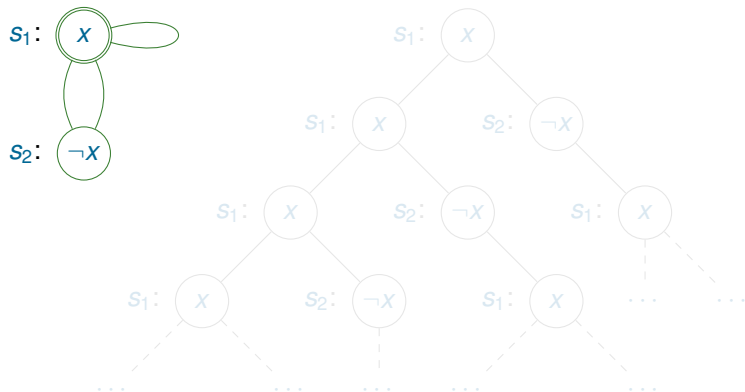 s₁: x s₁: x
s₁: x s₂: ¬x
s₂: ¬x
s₁: x s₂: ¬x s₁: x
s₁: x s₂: ¬x s₁: x ... ...
... ... ... ... ...